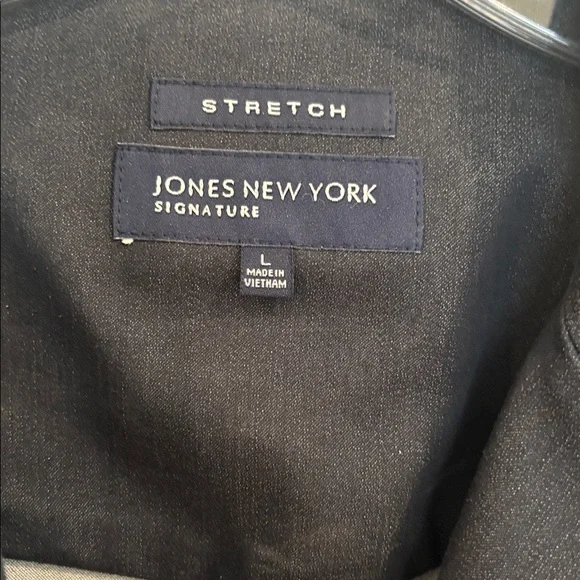 STRETCH
JONES NEW YORK
SIGNATURE
L
MADE IN
VIETNAM